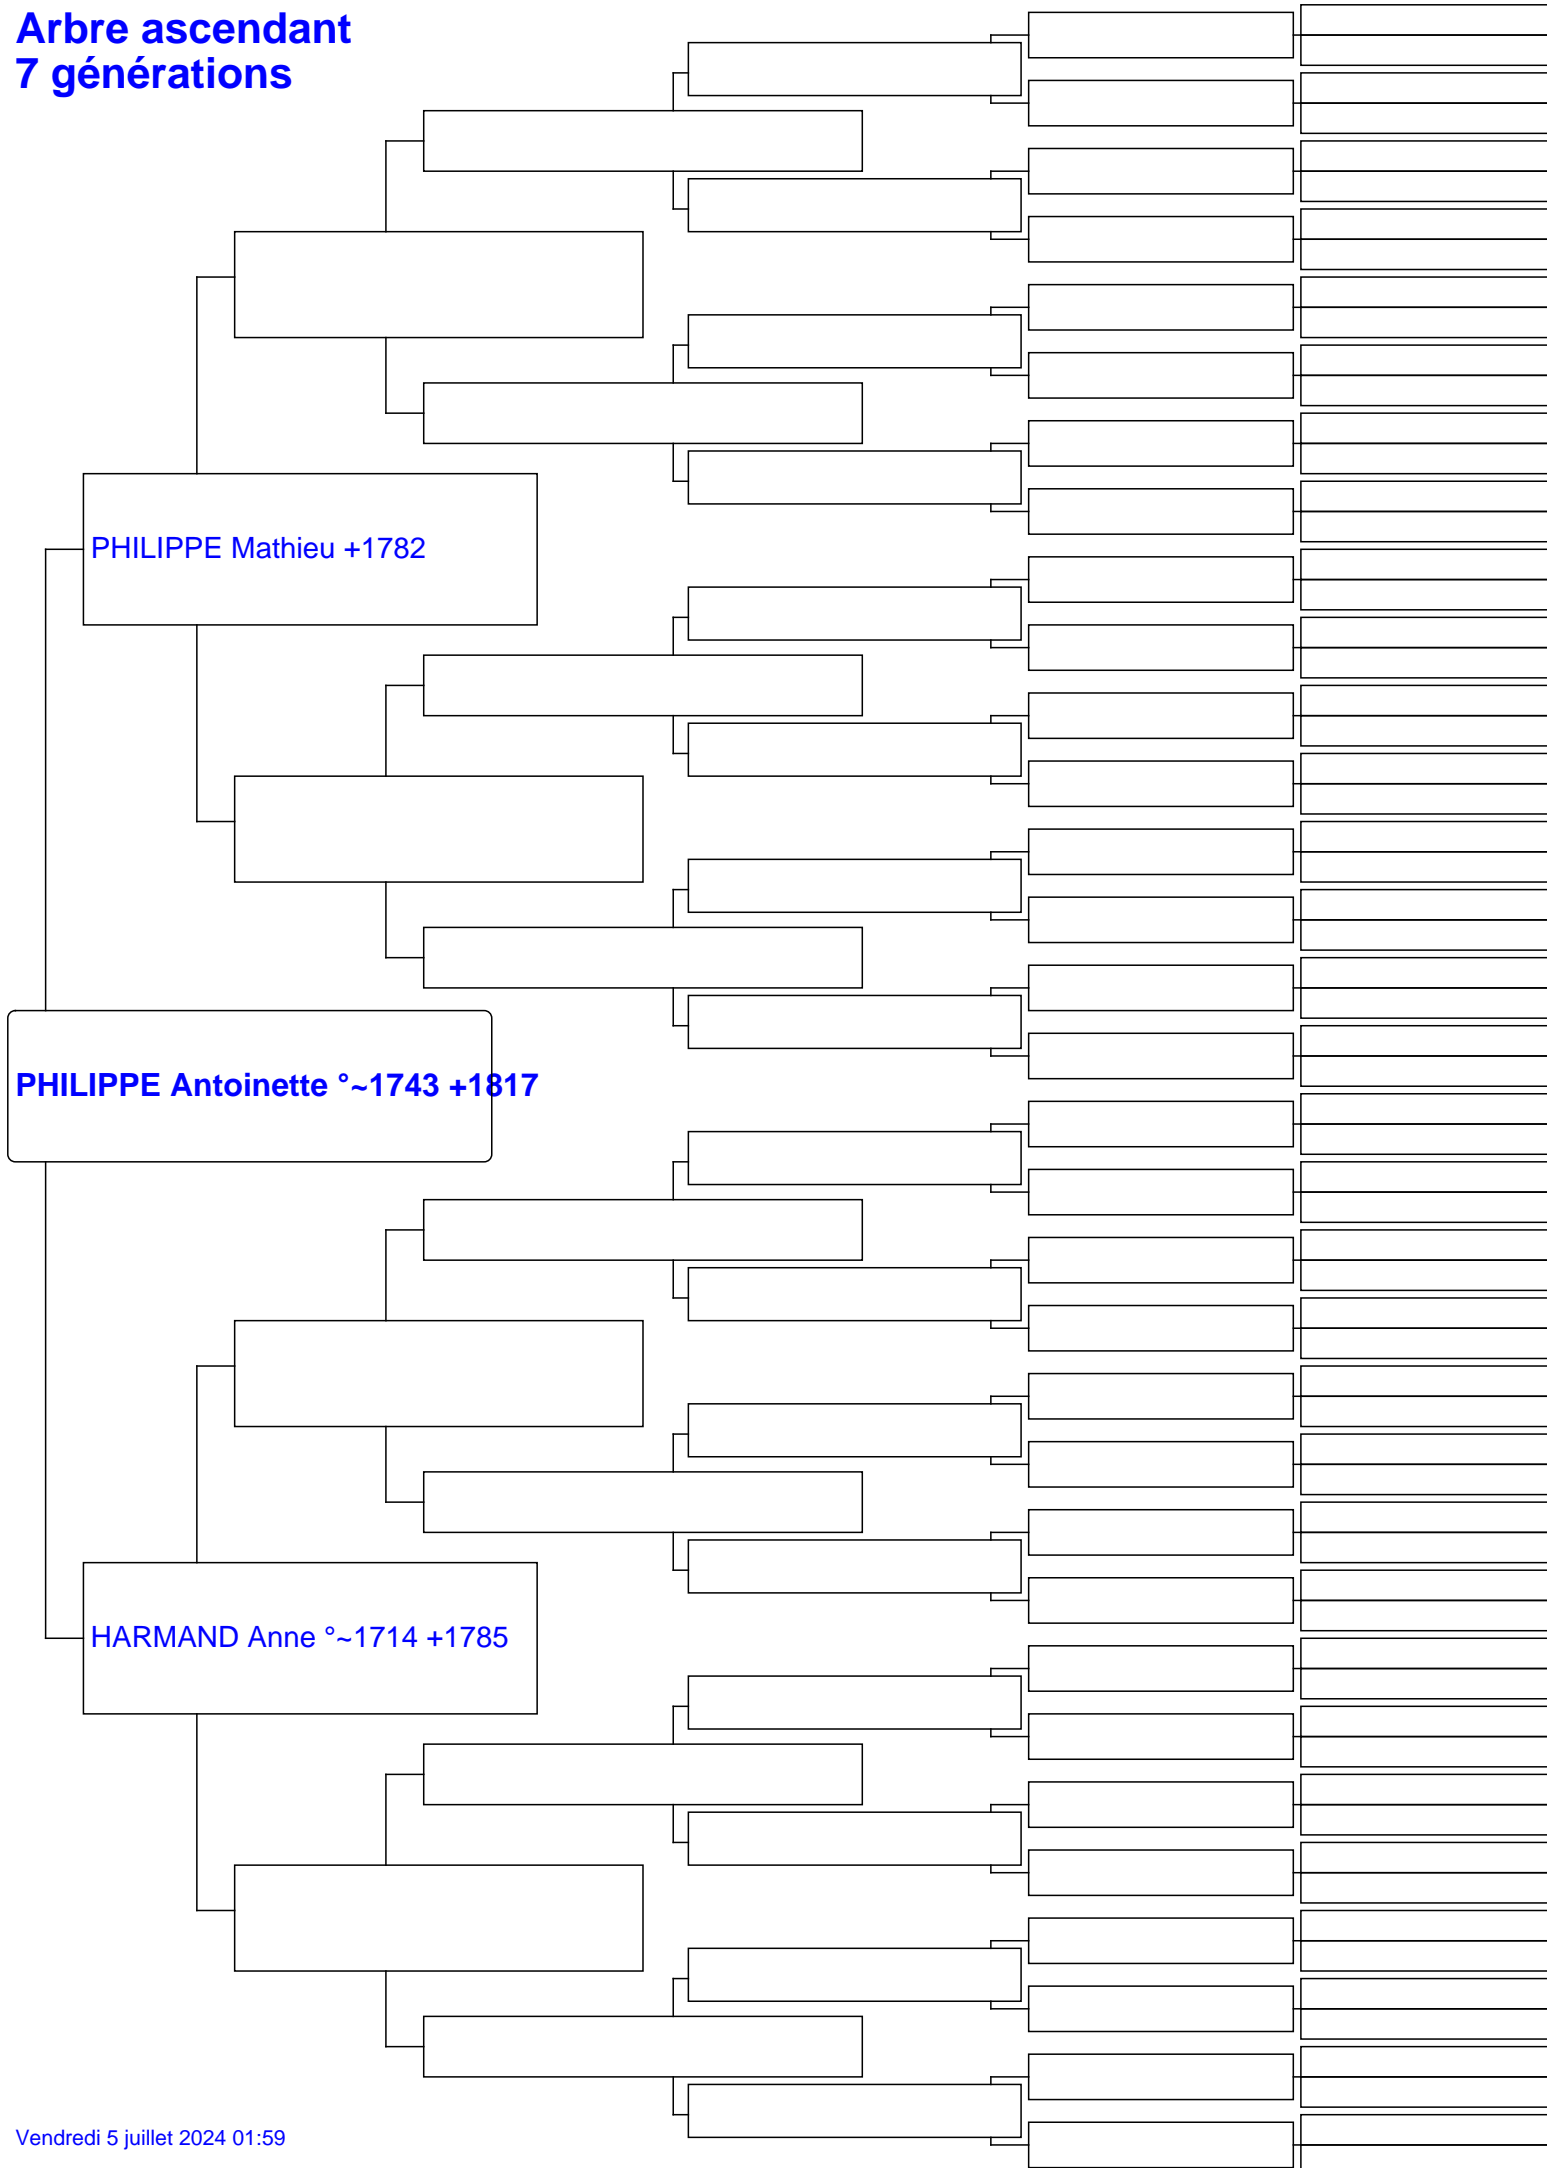 Arbre ascendant
7 générations
PHILIPPE Mathieu +1782
PHILIPPE Antoinette °~1743 +1817
HARMAND Anne °~1714 +1785
Vendredi 5 juillet 2024 01:59